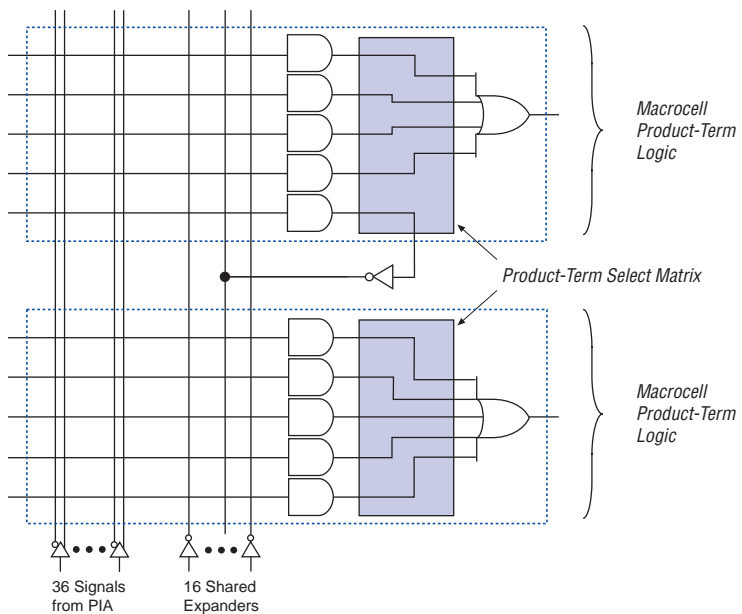 Macrocell
Product-Term
Logic
Product-Term Select Matrix
Macrocell
Product-Term
Logic
36 Signals
from PIA
16 Shared
Expanders